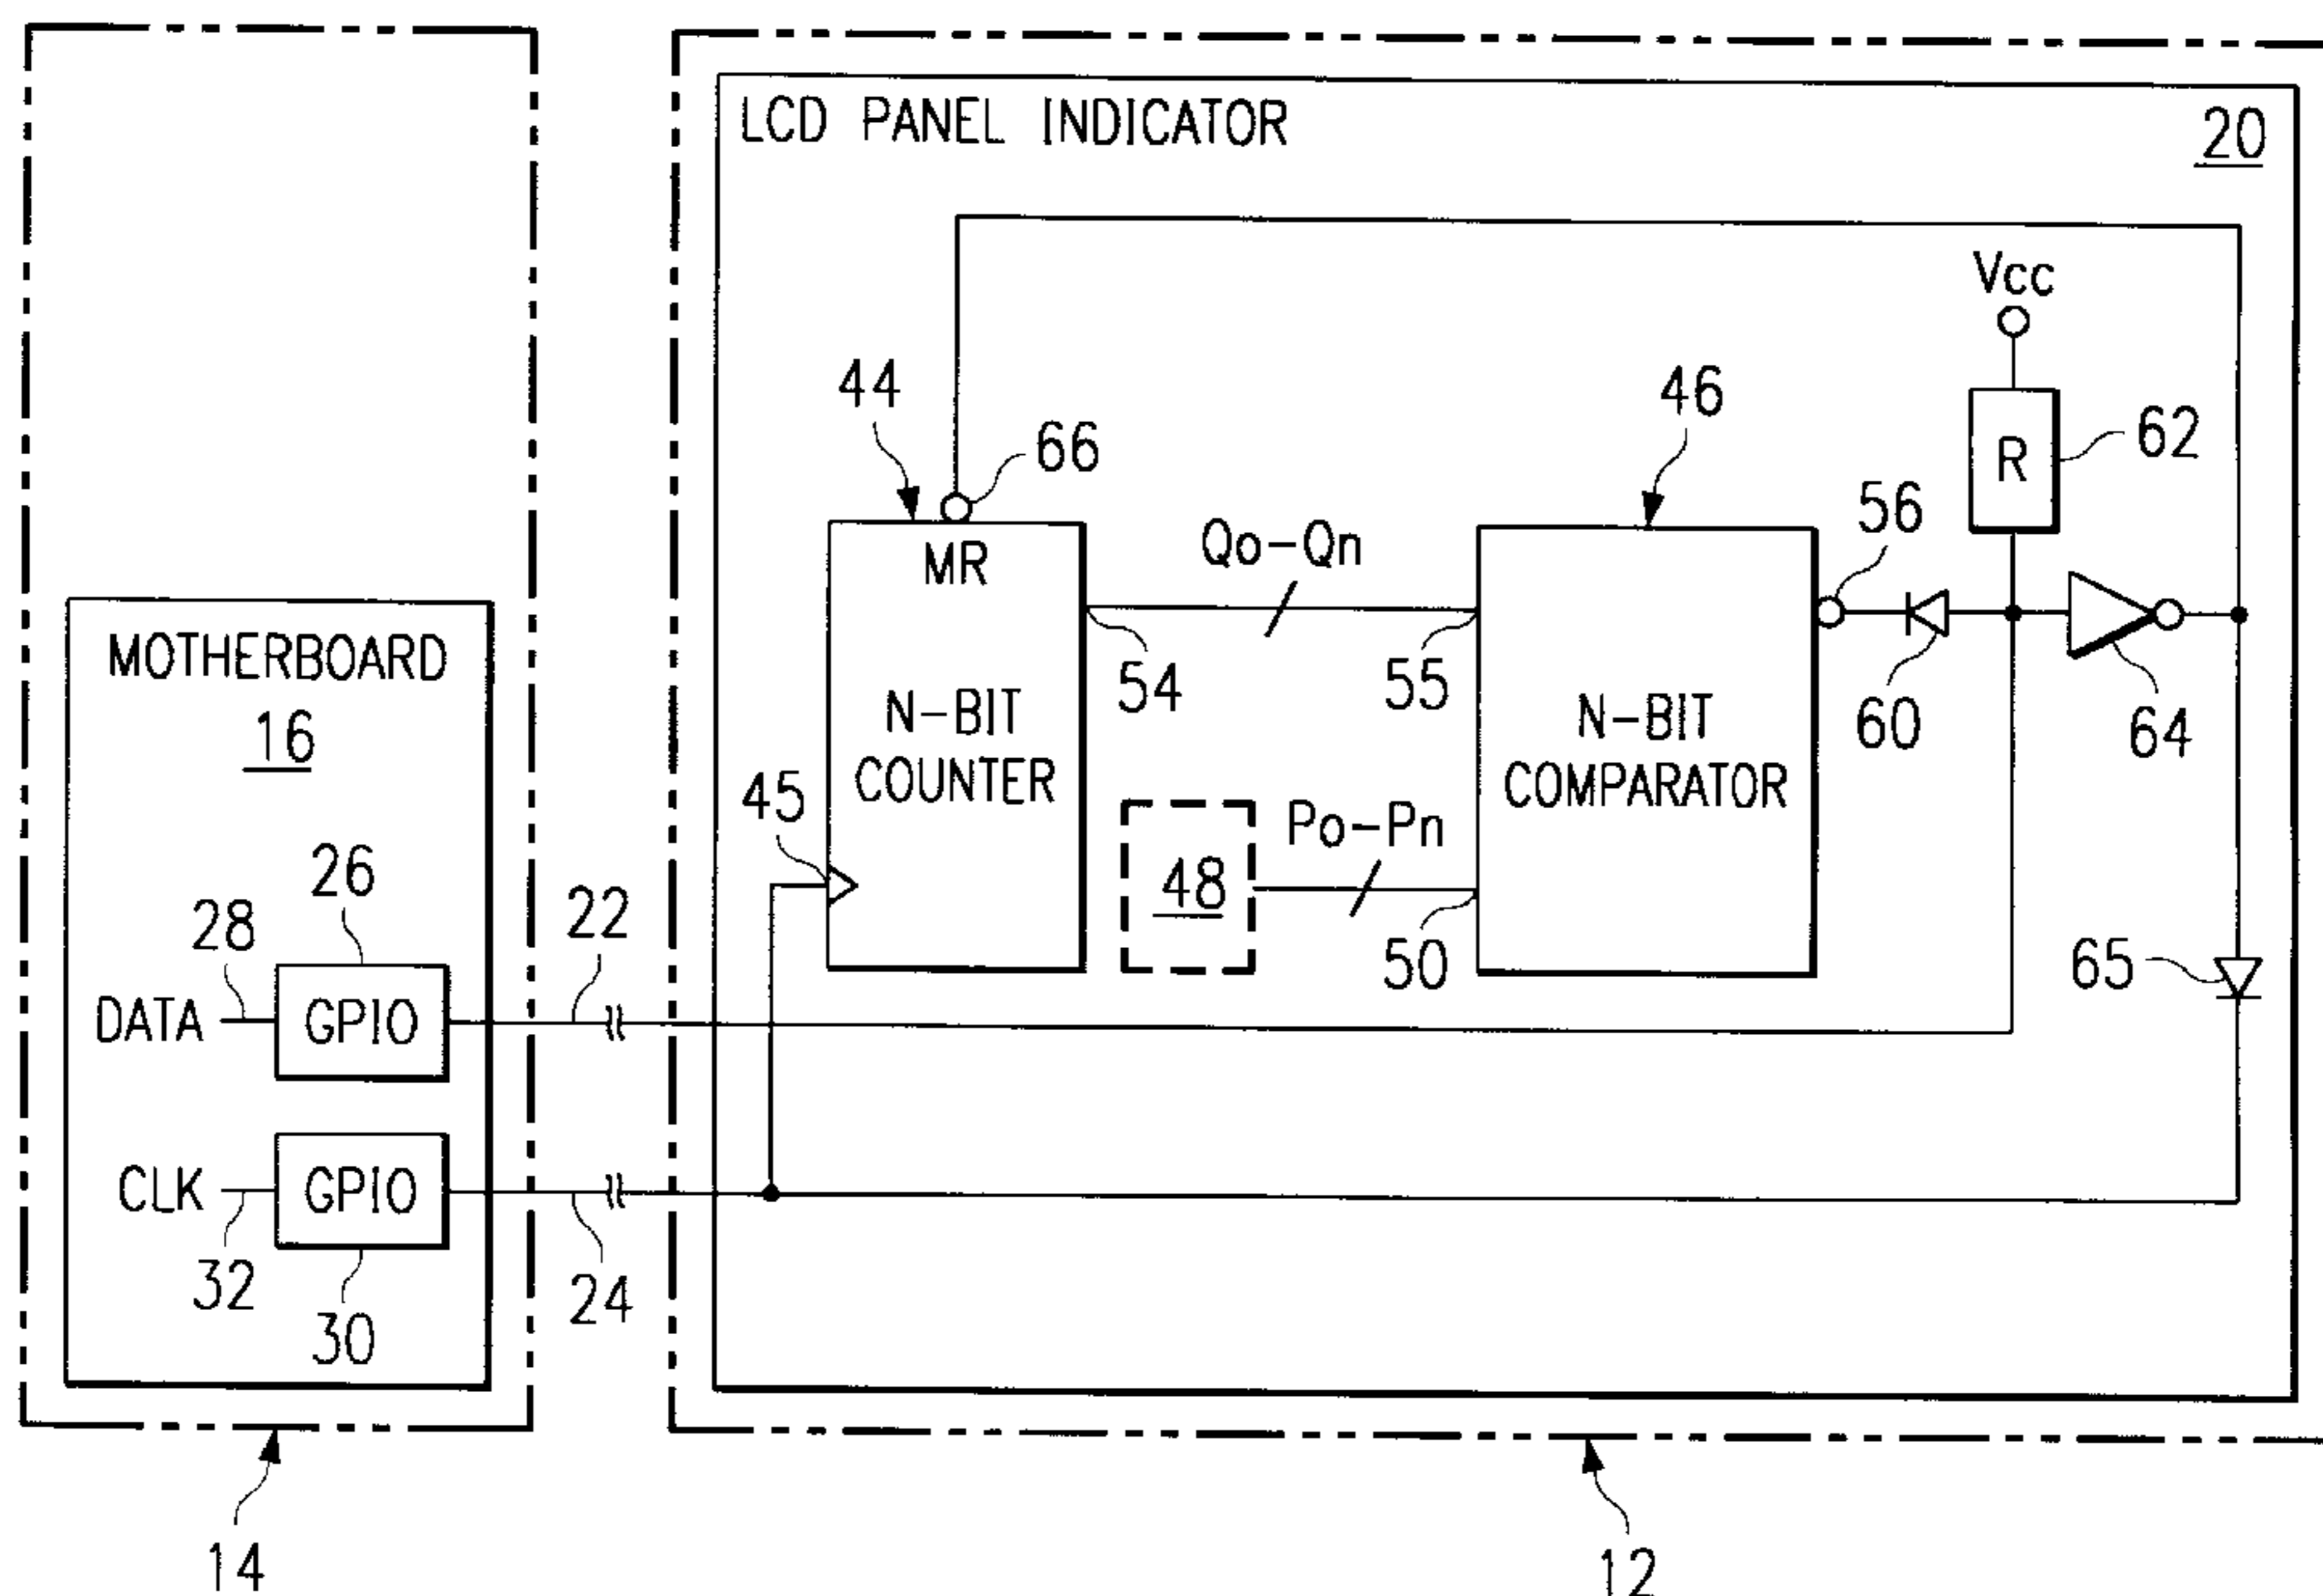 LCD PANEL INDICATOR
20
Vcc
44
66
46
R
62
56
MR
Qo-Qn
54
55
N-BIT
COUNTER
N-BIT
COMPARATOR
60
64
45
48
Po-Pn
50
65
MOTHERBOARD
16
26
28
DATA
GPIO
22
CLK
GPIO
32
30
24
14
12